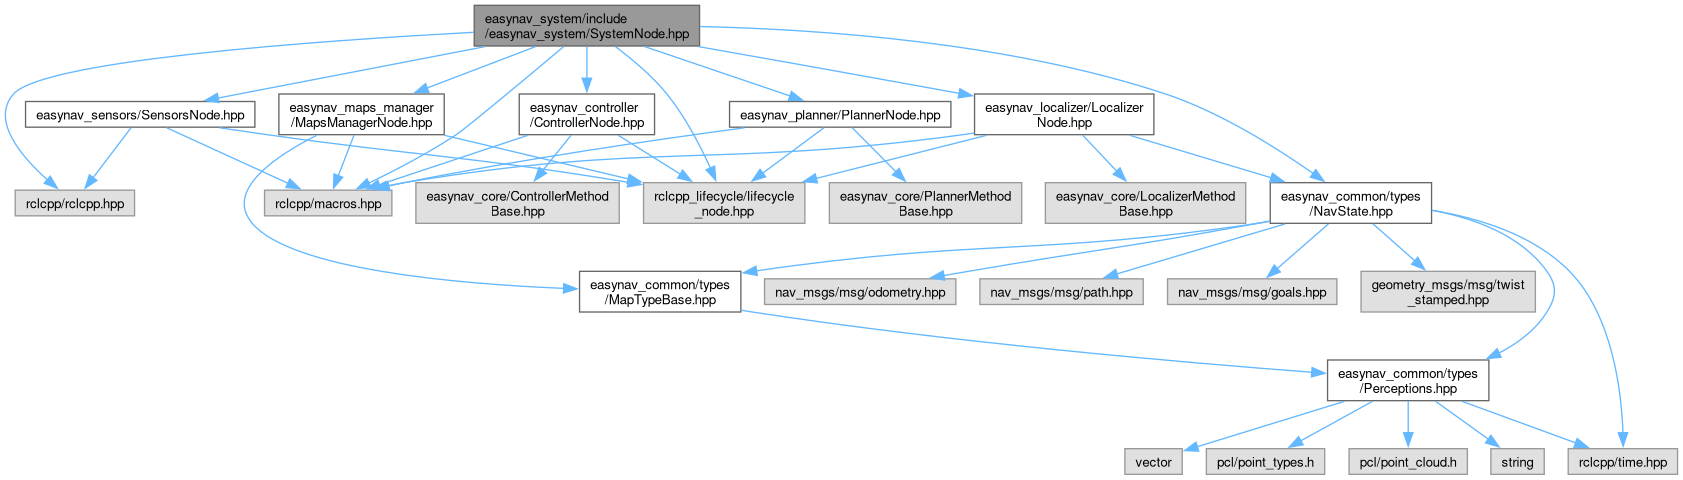 easynav_system/include
/easynav_system/SystemNode.hpp
easynav_sensors/SensorsNode.hpp
easynav_maps_manager
/MapsManagerNode.hpp
easynav_controller
/ControllerNode.hpp
easynav_planner/PlannerNode.hpp
easynav_localizer/Localizer
Node.hpp
rclcpp/rclcpp.hpp
rclcpp/macros.hpp
easynav_core/ControllerMethod
Base.hpp
rclcpp_lifecycle/lifecycle
_node.hpp
easynav_core/PlannerMethod
Base.hpp
easynav_core/LocalizerMethod
Base.hpp
easynav_common/types
/NavState.hpp
easynav_common/types
/MapTypeBase.hpp
nav_msgs/msg/odometry.hpp
nav_msgs/msg/path.hpp
nav_msgs/msg/goals.hpp
geometry_msgs/msg/twist
_stamped.hpp
easynav_common/types
/Perceptions.hpp
vector
pcl/point_types.h
pcl/point_cloud.h
string
rclcpp/time.hpp